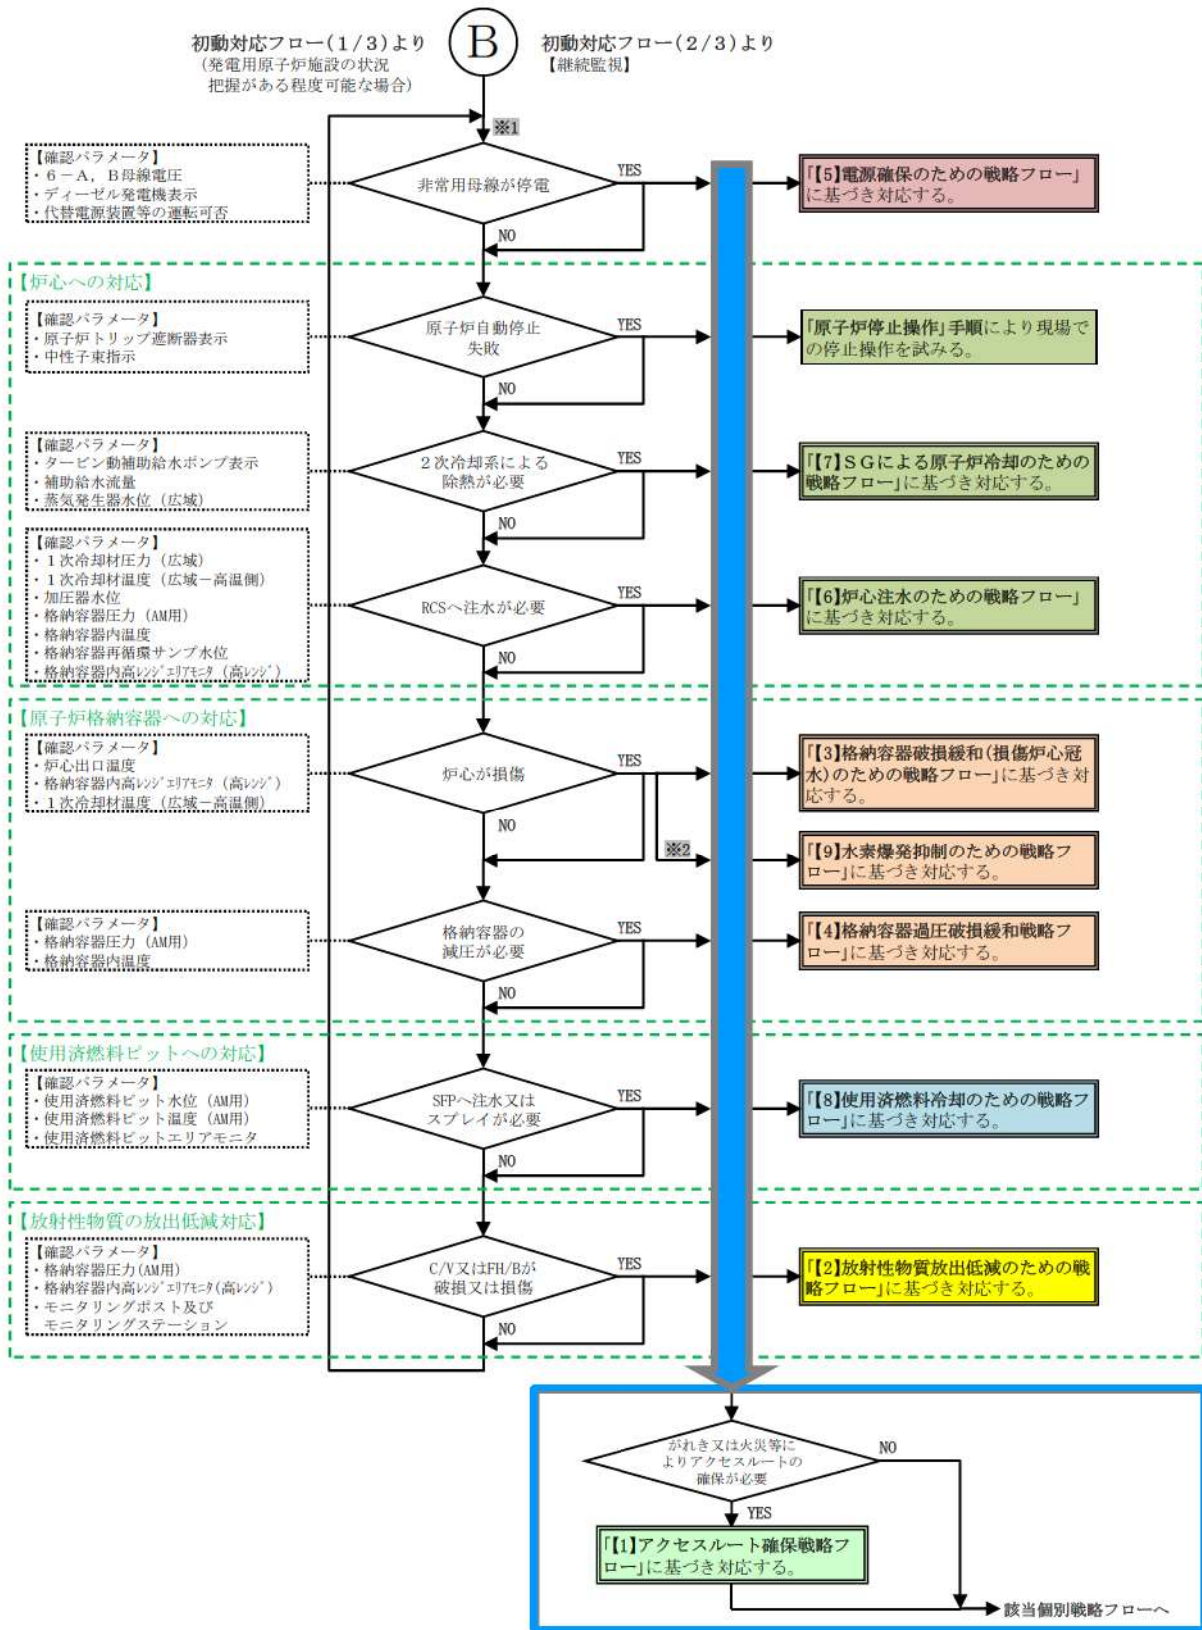 初動対応フロー(1/3)より
(発電用原子炉施設の状況
把握がある程度可能な場合)
B
初動対応フロー(2/3)より
【継続監視】
※1
【確認パラメータ】
・6-A, B母線電圧
・ディーゼル発電機表示
・代替電源装置等の運転可否
非常用母線が停電
YES
NO
「【5】電源確保のための戦略フロー」
に基づき対応する。
【炉心への対応】
【確認パラメータ】
・原子炉トリップ遮断器表示
・中性子束指示
原子炉自動停止
失敗
YES
NO
「原子炉停止操作」手順により現場で
の停止操作を試みる。
【確認パラメータ】
・タービン動補助給水ポンプ表示
・補助給水流量
・蒸気発生器水位(広域)
2次冷却系による
除熱が必要
YES
NO
「【7】SGによる原子炉冷却のための
戦略フロー」に基づき対応する。
【確認パラメータ】
・1次冷却材圧力(広域)
・1次冷却材温度(広域-高温側)
・加圧器水位
・格納容器圧力(AM用)
・格納容器内温度
・格納容器再循環サンプ水位
・格納容器内高ﾚﾝｼﾞｴﾘｱﾓﾆﾀ(高ﾚﾝｼﾞ)
RCSへ注水が必要
YES
NO
「【6】炉心注水のための戦略フロー」
に基づき対応する。
【原子炉格納容器への対応】
【確認パラメータ】
・炉心出口温度
・格納容器内高ﾚﾝｼﾞｴﾘｱﾓﾆﾀ(高ﾚﾝｼﾞ)
・1次冷却材温度(広域-高温側)
炉心が損傷
YES
NO
※2
「【3】格納容器破損緩和(損傷炉心冠
水)のための戦略フロー」に基づき対
応する。
「【9】水素爆発抑制のための戦略フ
ロー」に基づき対応する。
【確認パラメータ】
・格納容器圧力(AM用)
・格納容器内温度
格納容器の
減圧が必要
YES
NO
「【4】格納容器過圧破損緩和戦略フ
ロー」に基づき対応する。
【使用済燃料ピットへの対応】
【確認パラメータ】
・使用済燃料ピット水位(AM用)
・使用済燃料ピット温度(AM用)
・使用済燃料ピットエリアモニタ
SFPへ注水又は
スプレイが必要
YES
NO
「【8】使用済燃料冷却のための戦略フ
ロー」に基づき対応する。
【放射性物質の放出低減対応】
【確認パラメータ】
・格納容器圧力(AM用)
・格納容器内高ﾚﾝｼﾞｴﾘｱﾓﾆﾀ(高ﾚﾝｼﾞ)
・モニタリングポスト及び
モニタリングステーション
C/V又はFH/Bが
破損又は損傷
YES
NO
「【2】放射性物質放出低減のための戦
略フロー」に基づき対応する。
がれき又は火災等に
よりアクセスルートの
確保が必要
NO
YES
「【1】アクセスルート確保戦略フ
ロー」に基づき対応する。
該当個別戦略フローへ